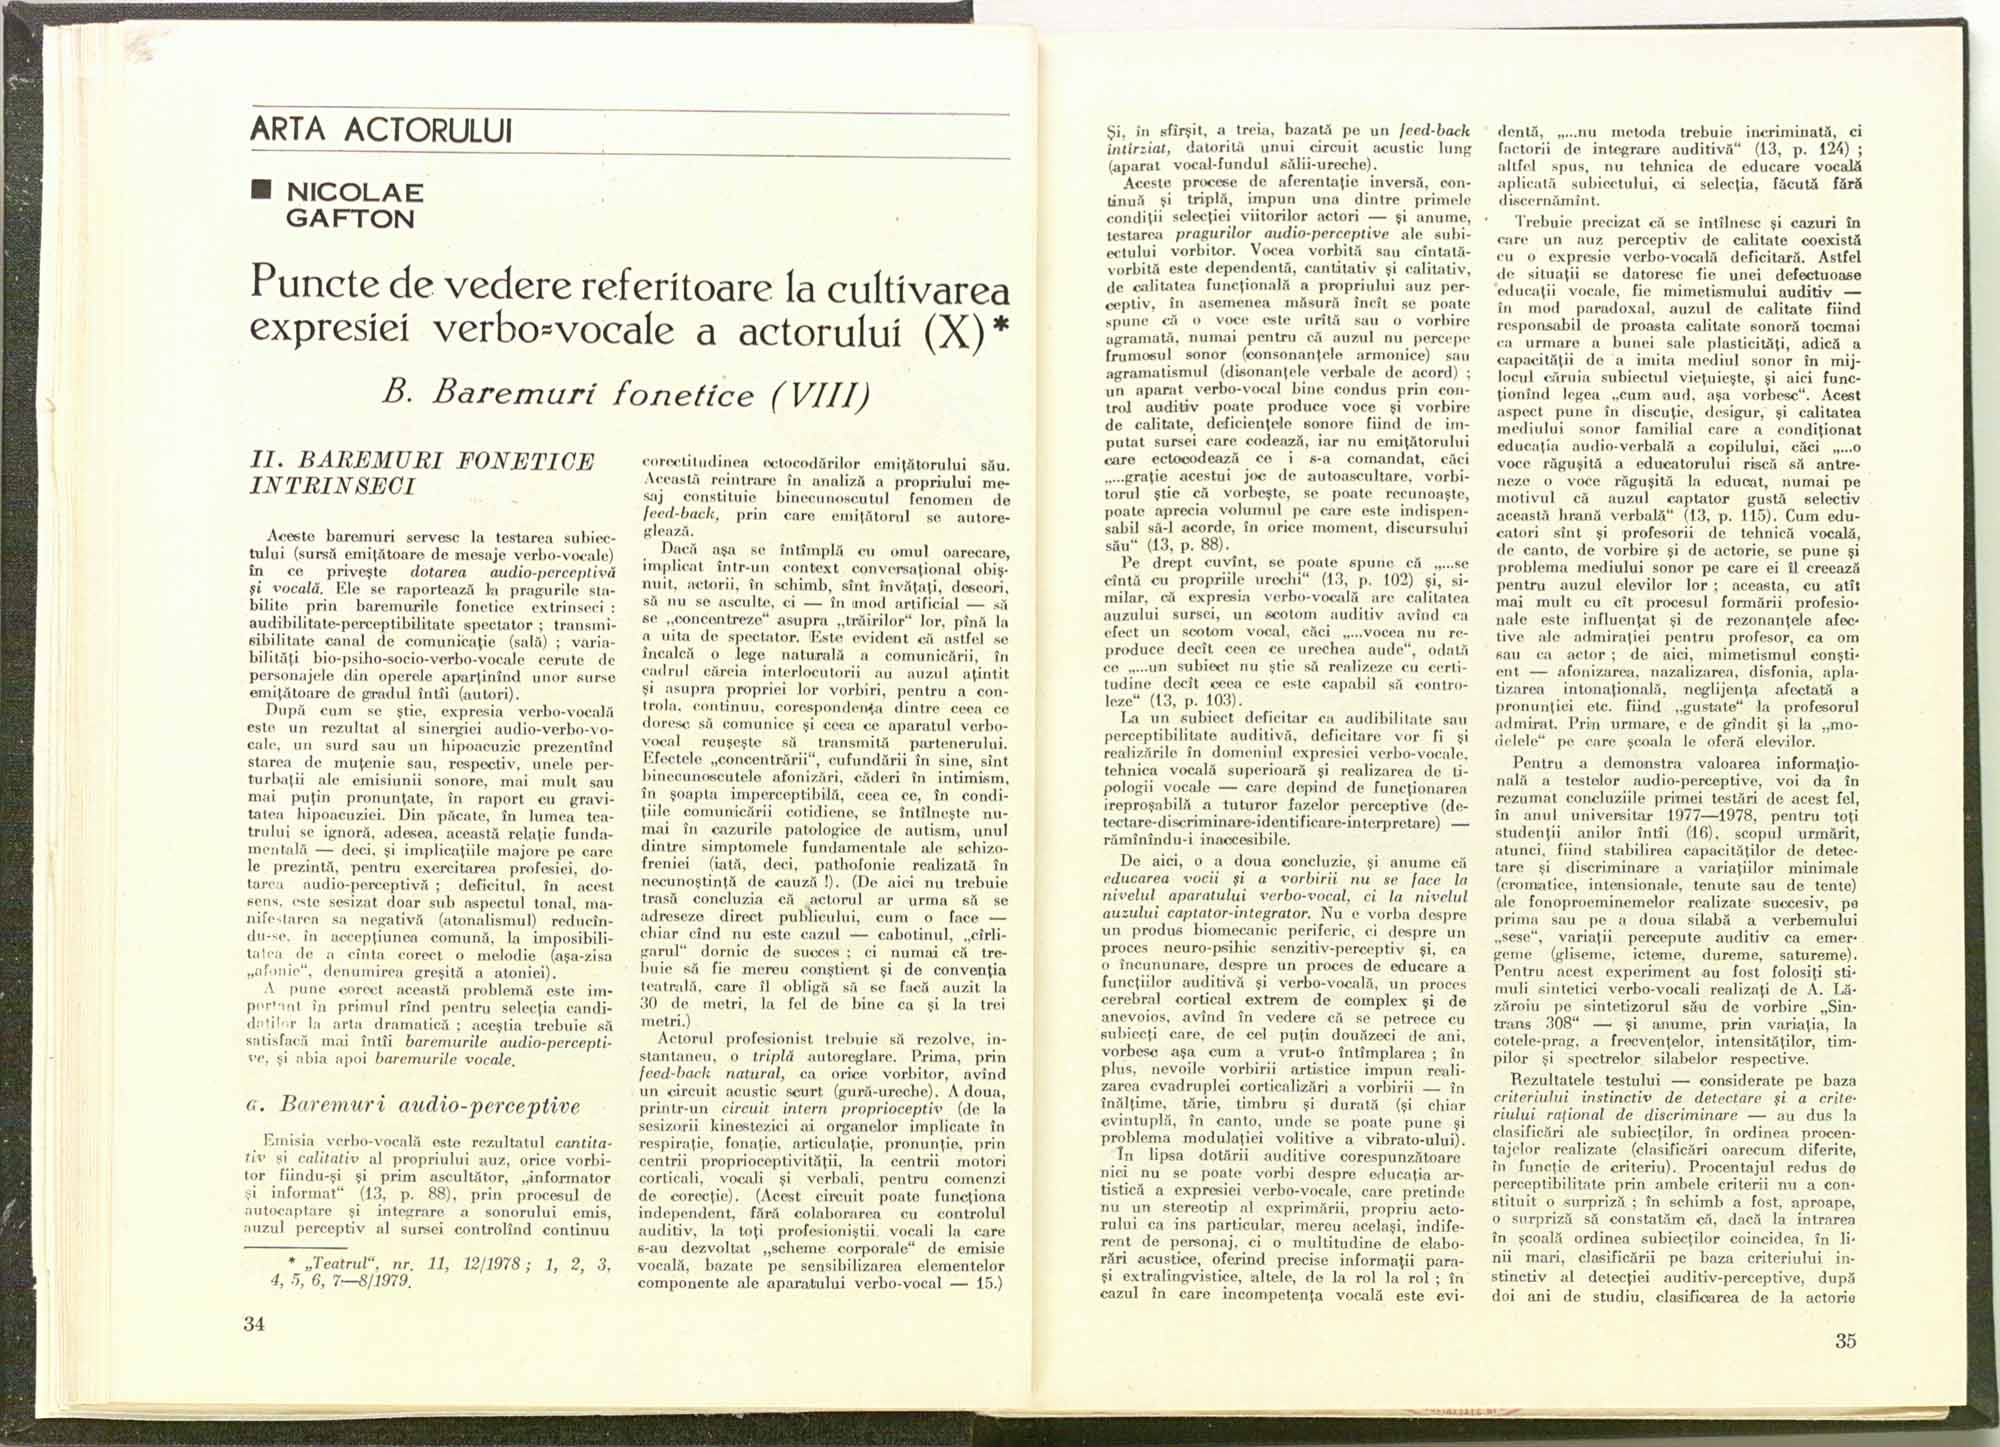 ARTA ACTORULUI
■ NICOLAE
GAFTON
Puncte de vedere referitoare la cultivarea
expresiei verbo-vocale a actorului (X)*
B. Baremuri fonetice (VIII)
II. BAREMURI FONETICE
INTRINSECI
Aceste baremuri servesc la testarea subiec-
tului (sursă emițătoare de mesaje verbo-vocale)
în ce privește dotarea audio-perceptivă
și vocală. Ele se raportează la pragurile sta-
bilite prin baremurile fonetice extrinseci :
audibilitate-perceptibilitate spectator ; transmi-
sibilitate canal de comunicație (sală) ; varia-
bilități bio-psiho-socio-verbo-vocale cerute de
personajele din operele aparținînd unor surse
emițătoare de gradul întîi (autori).
După cum se știe, expresia verbo-vocală
este un rezultat al sinergiei audio-verbo-vo-
cale, un surd sau un hipoacuzic prezentînd
starea de muțenie sau, respectiv, unele per-
turbații ale emisiunii sonore, mai mult sau
mai puțin pronunțate, în raport cu gravi-
tatea hipoacuziei. Din păcate, în lumea tea-
trului se ignoră, adesea, această relație funda-
mentală — deci, și implicațiile majore pe care
le prezintă, pentru exercitarea profesiei, do-
tarea audio-perceptivă ; deficitul, în acest
sens, este sesizat doar sub aspectul tonal, ma-
nifestarea sa negativă (atonalismul) reducîn-
du-se, în accepțiunea comună, la imposibili-
tatea de a cînta corect o melodie (așa-zisa
„afonie“, denumirea greșită a atoniei).
A pune corect această problemă este im-
portant în primul rînd pentru selecția candi-
daților la arta dramatică ; aceștia trebuie să
satisfacă mai întîi baremurile audio-percepti-
ve, și abia apoi baremurile vocale.
a. Baremuri audio-perceptive
Emisia verbo-vocală este rezultatul cantita-
tiv și calitativ al propriului auz, orice vorbi-
tor fiindu-și și prim ascultător, „informator
și informat“ (13, p. 88), prin procesul de
autocaptare și integrare a sonorului emis,
auzul perceptiv al sursei controlînd continuu
* „Teatrul“, nr. 11, 12/1978 ; 1, 2, 3,
4, 5, 6, 7—8/1979.
34
corectitudinea ectocodărilor emițătorului său.
Această reintrare în analiză a propriului me-
saj constituie binecunoscutul fenomen de
feed-back, prin care emițătorul se autore-
glează.
Dacă așa se întîmplă cu omul oarecare,
implicat într-un context conversațional obiș-
nuit, actorii, în schimb, sînt învățați, deseori,
să nu se asculte, ci — în mod artificial — să
se „concentreze“ asupra „trăirilor“ lor, pînă la
a uita de spectator. Este evident că astfel se
încalcă o lege naturală a comunicării, în
cadrul căreia interlocutorii au auzul ațintit
și asupra propriei lor vorbiri, pentru a con-
trola, continuu, corespondența dintre ceea ce
doresc să comunice și ceea ce aparatul verbo-
vocal reușește să transmită partenerului.
Efectele „concentrării“, cufundării în sine, sînt
binecunoscutele afonizări, căderi în intimism,
în șoapta imperceptibilă, ceea ce, în condi-
țiile comunicării cotidiene, se întîlnește nu-
mai în cazurile patologice de autism, unul
dintre simptomele fundamentale ale schizo-
freniei (iată, deci, pathofonie realizată în
necunoștință de cauză !). (De aici nu trebuie
trasă concluzia că actorul ar urma să se
adreseze direct publicului, cum o face —
chiar cînd nu este cazul — cabotinul, „cîrli-
garul“ dornic de succes ; ci numai că tre-
buie să fie mereu conștient și de convenția
teatrală, care îl obligă să se facă auzit la
30 de metri, la fel de bine ca și la trei
metri.)
Actorul profesionist trebuie să rezolve, in-
stantaneu, o triplă autoreglare. Prima, prin
feed-back natural, ca orice vorbitor, avînd
un circuit acustic scurt (gură-ureche). A doua,
printr-un circuit intern proprioceptiv (de la
sesizorii kinestezici ai organelor implicate în
respirație, fonație, articulație, pronunție, prin
centrii proprioceptivității, la centrii motori
corticali, vocali și verbali, pentru comenzi
de corecție). (Acest circuit poate funcționa
independent, fără colaborarea cu controlul
auditiv, la toți profesioniștii vocali la care
s-au dezvoltat „scheme corporale“ de emisie
vocală, bazate pe sensibilizarea elementelor
componente ale aparatului verbo-vocal — 15.)
Și, în sfîrșit, a treia, bazată pe un feed-back
întîrziat, datorită unui circuit acustic lung
(aparat vocal-fundul sălii-ureche).
Aceste procese de aferentație inversă, con-
tinuă și triplă, impun una dintre primele
condiții selecției viitorilor actori — și anume,
testarea pragurilor audio-perceptive ale subi-
ectului vorbitor. Vocea vorbită sau cîntată-
vorbită este dependentă, cantitativ și calitativ,
de calitatea funcțională a propriului auz per-
ceptiv, în asemenea măsură încît se poate
spune că o voce este urîtă sau o vorbire
agramată, numai pentru că auzul nu percepe
frumosul sonor (consonanțele armonice) sau
agramatismul (disonanțele verbale de acord) ;
un aparat verbo-vocal bine condus prin con-
trol auditiv poate produce voce și vorbire
de calitate, deficiențele sonore fiind de im-
putat sursei care codează, iar nu emițătorului
care ectocodează ce i s-a comandat, căci
„...grație acestui joc de autoascultare, vorbi-
torul știe că vorbește, se poate recunoaște,
poate aprecia volumul pe care este indispen-
sabil să-l acorde, în orice moment, discursului
său“ (13, p. 88).
Pe drept cuvînt, se poate spune că „...se
cîntă cu propriile urechi“ (13, p. 102) și, si-
milar, că expresia verbo-vocală are calitatea
auzului sursei, un scotom auditiv avînd ca
efect un scotom vocal, căci „...vocea nu re-
produce decît ceea ce urechea aude“, odată
ce „...un subiect nu știe să realizeze cu certi-
tudine decît ceea ce este capabil să contro-
leze“ (13, p. 103).
La un subiect deficitar ca audibilitate sau
perceptibilitate auditivă, deficitare vor fi și
realizările în domeniul expresiei verbo-vocale,
tehnica vocală superioară și realizarea de ti-
pologii vocale — care depind de funcționarea
ireproșabilă a tuturor fazelor perceptive (de-
tectare-discriminare-identificare-interpretare) —
rămînîndu-i inaccesibile.
De aici, o a doua concluzie, și anume că
educarea vocii și a vorbirii nu se face la
nivelul aparatului verbo-vocal, ci la nivelul
auzului captator-integrator. Nu e vorba despre
un produs biomecanic periferic, ci despre un
proces neuro-psihic senzitiv-perceptiv și, ca
o încununare, despre un proces de educare a
funcțiilor auditivă și verbo-vocală, un proces
cerebral cortical extrem de complex și de
anevoios, avînd în vedere că se petrece cu
subiecți care, de cel puțin douăzeci de ani,
vorbesc așa cum a vrut-o întîmplarea ; în
plus, nevoile vorbirii artistice impun reali-
zarea cvadruplei corticalizări a vorbirii — în
înălțime, tărie, timbru și durată (și chiar
cvintuplă, în canto, unde se poate pune și
problema modulației volitive a vibrato-ului).
În lipsa dotării auditive corespunzătoare
nici nu se poate vorbi despre educația ar-
tistică a expresiei verbo-vocale, care pretinde
nu un stereotip al exprimării, propriu acto-
rului ca ins particular, mereu același, indife-
rent de personaj, ci o multitudine de elabo-
rări acustice, oferind precise informații para-
și extralingvistice, altele, de la rol la rol ; în
cazul în care incompetența vocală este evi-
dentă, „...nu metoda trebuie incriminată, ci
factorii de integrare auditivă“ (13, p. 124) ;
altfel spus, nu tehnica de educare vocală
aplicată subiectului, ci selecția, făcută fără
discernămînt.
Trebuie precizat că se întîlnesc și cazuri în
care un auz perceptiv de calitate coexistă
cu o expresie verbo-vocală deficitară. Astfel
de situații se datoresc fie unei defectuoase
educații vocale, fie mimetismului auditiv —
în mod paradoxal, auzul de calitate fiind
responsabil de proasta calitate sonoră tocmai
ca urmare a bunei sale plasticități, adică a
capacității de a imita mediul sonor în mij-
locul căruia subiectul viețuiește, și aici func-
ționînd legea „cum aud, așa vorbesc“. Acest
aspect pune în discuție, desigur, și calitatea
mediului sonor familial care a condiționat
educația audio-verbală a copilului, căci „...o
voce răgușită a educatorului riscă să antre-
neze o voce răgușită la educat, numai pe
motivul că auzul captator gustă selectiv
această hrană verbală“ (13, p. 115). Cum edu-
catori sînt și profesorii de tehnică vocală,
de canto, de vorbire și de actorie, se pune și
problema mediului sonor pe care ei îl creează
pentru auzul elevilor lor ; aceasta, cu atît
mai mult cu cît procesul formării profesio-
nale este influențat și de rezonanțele afec-
tive ale admirației pentru profesor, ca om
sau ca actor ; de aici, mimetismul conști-
ent — afonizarea, nazalizarea, disfonia, apla-
tizarea intonațională, neglijența afectată a
pronunției etc. fiind „gustate“ la profesorul
admirat. Prin urmare, e de gîndit și la „mo-
delele“ pe care școala le oferă elevilor.
Pentru a demonstra valoarea informațio-
nală a testelor audio-perceptive, voi da în
rezumat concluziile primei testări de acest fel,
în anul universitar 1977—1978, pentru toți
studenții anilor întîi (16), scopul urmărit,
atunci, fiind stabilirea capacităților de detec-
tare și discriminare a variațiilor minimale
(cromatice, intensionale, tenute sau de tente)
ale fonoproeminemelor realizate succesiv, pe
prima sau pe a doua silabă a verbemului
„sese“, variații percepute auditiv ca emer-
geme (gliseme, icteme, dureme, satureme).
Pentru acest experiment au fost folosiți sti-
muli sintetici verbo-vocali realizați de A. Lă-
zăroiu pe sintetizorul său de vorbire „Sin-
trans 308“ — și anume, prin variația, la
cotele-prag, a frecvențelor, intensităților, tim-
pilor și spectrelor silabelor respective.
Rezultatele testului — considerate pe baza
criteriului instinctiv de detectare și a crite-
riului rațional de discriminare — au dus la
clasificări ale subiecților, în ordinea procen-
tajelor realizate (clasificări oarecum diferite,
în funcție de criteriu). Procentajul redus de
perceptibilitate prin ambele criterii nu a con-
stituit o surpriză ; în schimb a fost, aproape,
o surpriză să constatăm că, dacă la intrarea
în școală ordinea subiecților coincidea, în li-
nii mari, clasificării pe baza criteriului in-
stinctiv al detecției auditiv-perceptive, după
doi ani de studiu, clasificarea de la actorie
35